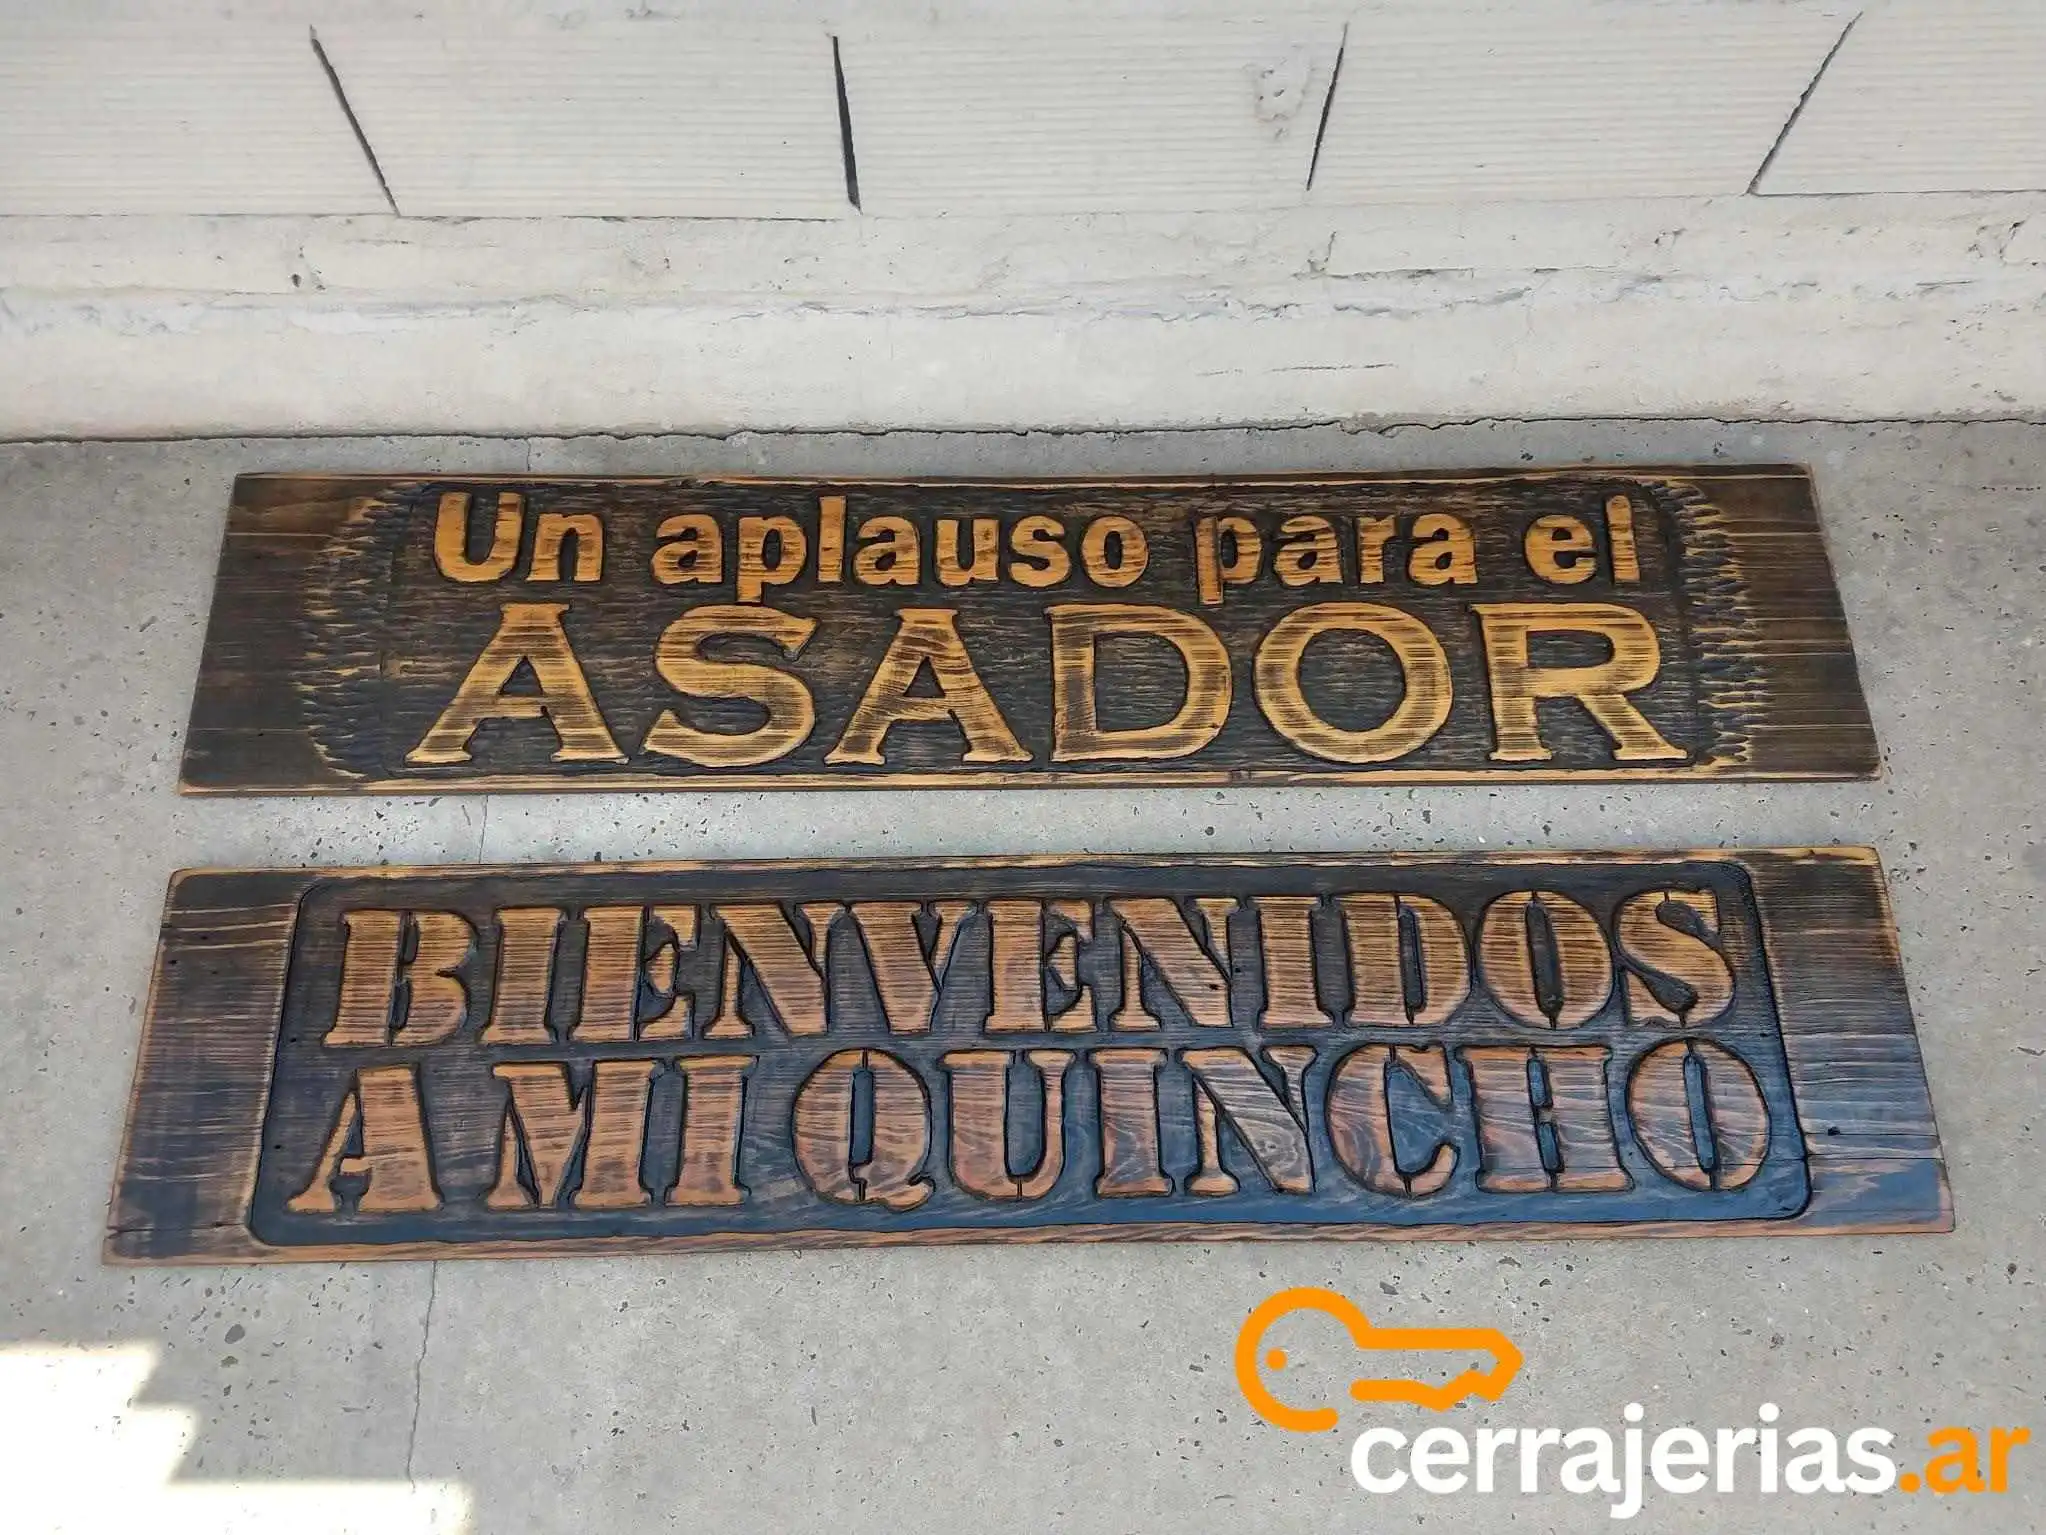 Un aplauso para el
ASADOR
BIENVENIDOS
A MI QUINCHO
cerrajerias.ar